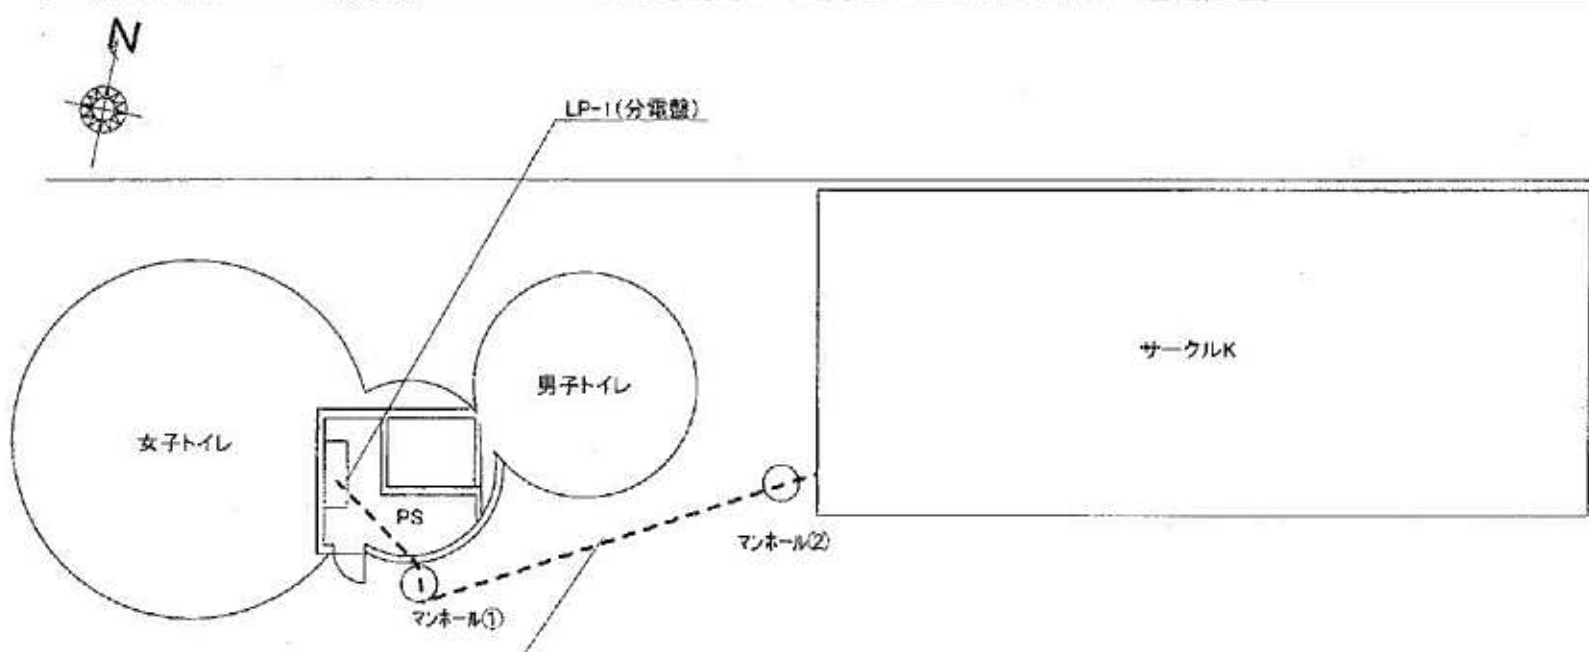 N
LP-1(分電盤)
サークルK
男子トイレ
女子トイレ
PS
マンホール(2)
マンホール(1)